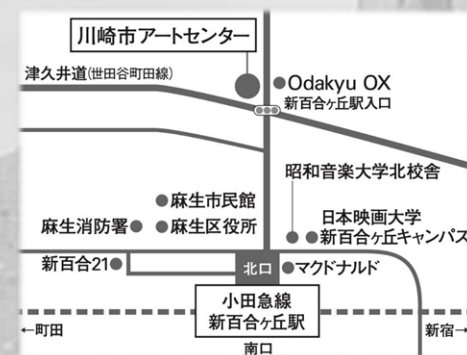 川崎市アートセンター
津久井道(世田谷町田線)
Odakyu OX
新百合ヶ丘駅入口
昭和音楽大学北校舎
麻生市民館
麻生消防署
麻生区役所
日本映画大学
新百合ヶ丘キャンパス
新百合21
北口
マクドナルド
小田急線
新百合ヶ丘駅
←町田
新宿→
南口